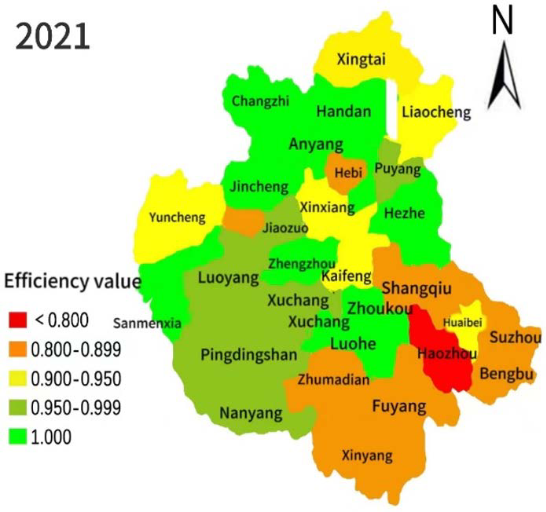 2021
N
Xingtai
Changzhi
Handan
Liaocheng
Anyang
Hebi
Puyang
Jincheng
Xinxiang
Hezhe
Yuncheng
Jiaozuo
Zhengzhou
Kaifeng
Efficiency value
Luoyang
Shangqiu
Xuchang
Zhoukou
< 0.800
Sanmenxia
Xuchang
Huaibei
Suzhou
0.800-0.899
Luohe
Haozhou
Pingdingshan
Bengbu
0.900-0.950
Zhumadian
0.950-0.999
Nanyang
Fuyang
1.000
Xinyang